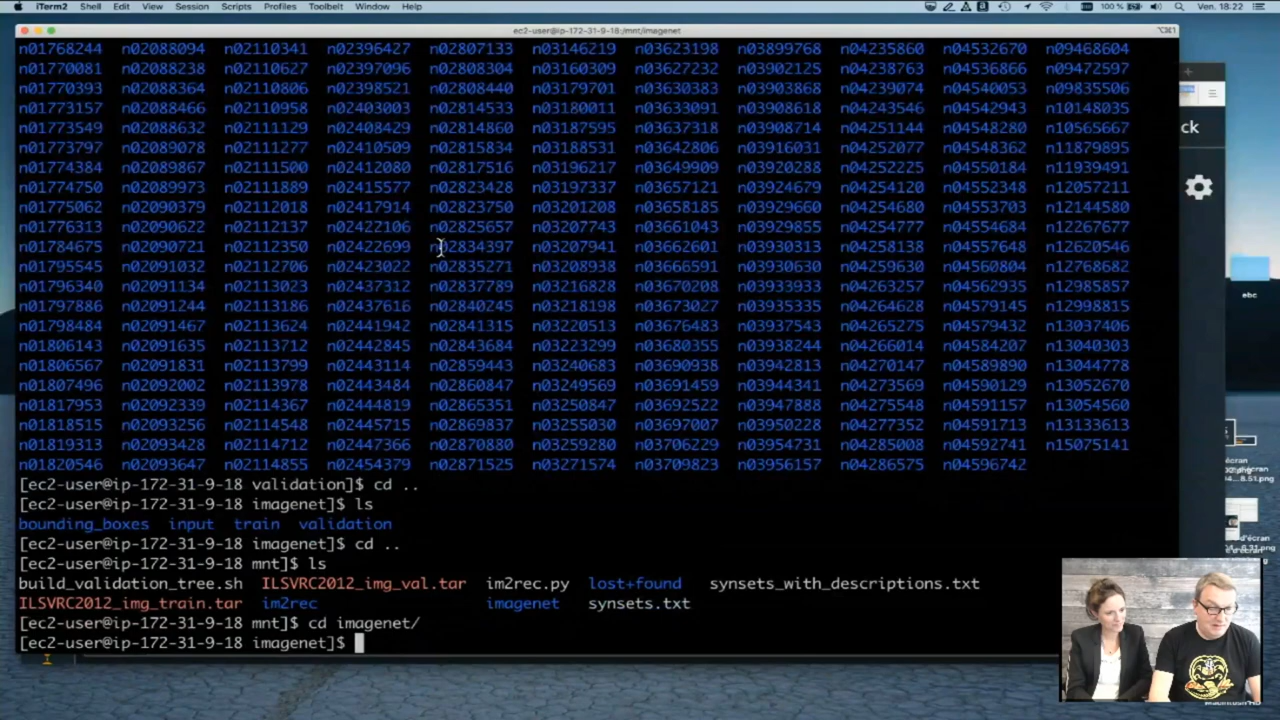 iTerm2 Shell Edit View Session Scripts Profiles Toolbelt Window Help 100 % Ven. 18:22
ec2-user@ip-172-31-9-18:/mnt/imagenet
n01768244 n02088094 n02110341 n02396427 n02807133 n03146219 n03623198 n03899768 n04235860 n04532670 n09468604
n01770081 n02088238 n02110627 n02397096 n02808304 n03160309 n03627232 n03902125 n04238763 n04536866 n09472597
n01770393 n02088364 n02110806 n02398521 n02808440 n03179701 n03630383 n03903868 n04239074 n04540053 n09835506
n01773157 n02088466 n02110958 n02403003 n02814533 n03180011 n03633091 n03908618 n04243546 n04542943 n10148035
n01773549 n02088632 n02111129 n02408429 n02814860 n03187595 n03637318 n03908714 n04251144 n04548280 n10565667
n01773797 n02089078 n02111277 n02410509 n02815834 n03188531 n03642806 n03916031 n04252077 n04548362 n11879895
n01774384 n02089867 n02111500 n02412080 n02817516 n03196217 n03649909 n03920288 n04252225 n04550184 n11939491
n01774750 n02089973 n02111889 n02415577 n02823428 n03197337 n03657121 n03924679 n04254120 n04552348 n12057211
n01775062 n02090379 n02112018 n02417914 n02823750 n03201208 n03658185 n03929660 n04254680 n04553703 n12144580
n01776313 n02090622 n02112137 n02422106 n02825657 n03207743 n03661043 n03929855 n04254777 n04554684 n12267677
n01784675 n02090721 n02112350 n02422699 n02834397 n03207941 n03662601 n03930313 n04258138 n04557648 n12620546
n01795545 n02091032 n02112706 n02423022 n02835271 n03208938 n03666591 n03930630 n04259630 n04560804 n12768682
n01796340 n02091134 n02113023 n02437312 n02837789 n03216828 n03670208 n03933933 n04263257 n04562935 n12985857
n01797886 n02091244 n02113186 n02437616 n02840245 n03218198 n03673027 n03935335 n04264628 n04579145 n12998815
n01798484 n02091467 n02113624 n02441942 n02841315 n03220513 n03676483 n03937543 n04265275 n04579432 n13037406
n01806143 n02091635 n02113712 n02442845 n02843684 n03223299 n03680355 n03938244 n04266014 n04584207 n13040303
n01806567 n02091831 n02113799 n02443114 n02859443 n03240683 n03690938 n03942813 n04270147 n04589890 n13044778
n01807496 n02092002 n02113978 n02443484 n02860847 n03249569 n03691459 n03944341 n04273569 n04590129 n13052670
n01817953 n02092339 n02114367 n02444819 n02865351 n03250847 n03692522 n03947888 n04275548 n04591157 n13054560
n01818515 n02093256 n02114548 n02445715 n02869837 n03255030 n03697007 n03950228 n04277352 n04591713 n13133613
n01819313 n02093428 n02114712 n02447366 n02870880 n03259280 n03706229 n03954731 n04285008 n04592741 n15075141
n01820546 n02093647 n02114855 n02454379 n02871525 n03271574 n03709823 n03956157 n04286575 n04596742
[ec2-user@ip-172-31-9-18 validation]$ cd ..
[ec2-user@ip-172-31-9-18 imagenet]$ ls
bounding_boxes input train validation
[ec2-user@ip-172-31-9-18 imagenet]$ cd ..
[ec2-user@ip-172-31-9-18 mnt]$ ls
build_validation_tree.sh ILSVRC2012_img_val.tar im2rec.py lost+found synsets_with_descriptions.txt
ILSVRC2012_img_train.tar im2rec imagenet synsets.txt
[ec2-user@ip-172-31-9-18 mnt]$ cd imagenet/
[ec2-user@ip-172-31-9-18 imagenet]$
ck
ebc